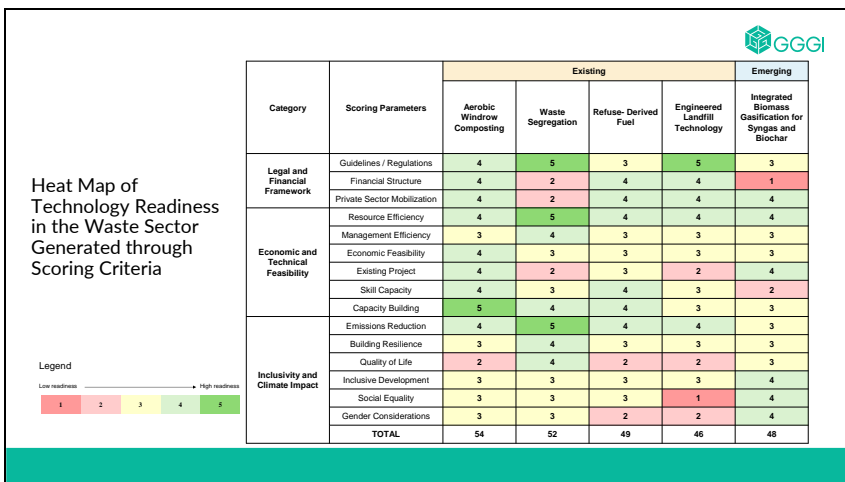 GGGI
Heat Map of
Technology Readiness
in the Waste Sector
Generated through
Scoring Criteria
Legend
Low readiness High readiness
1 2 3 4 5
Category Scoring Parameters Existing Emerging
Aerobic Windrow Composting Waste Segregation Refuse- Derived Fuel Engineered Landfill Technology Integrated Biomass Gasification for Syngas and Biochar
Legal and Financial Framework
Guidelines / Regulations 4 5 3 5 3
Financial Structure 4 2 4 4 1
Private Sector Mobilization 4 2 4 4 4
Economic and Technical Feasibility
Resource Efficiency 4 5 4 4 4
Management Efficiency 3 4 3 3 3
Economic Feasibility 4 3 3 3 3
Existing Project 4 2 3 2 4
Skill Capacity 4 3 4 3 2
Capacity Building 5 4 4 3 3
Inclusivity and Climate Impact
Emissions Reduction 4 5 4 4 3
Building Resilience 3 4 3 3 3
Quality of Life 2 4 2 2 3
Inclusive Development 3 3 3 3 4
Social Equality 3 3 3 1 4
Gender Considerations 3 3 2 2 4
TOTAL 54 52 49 46 48